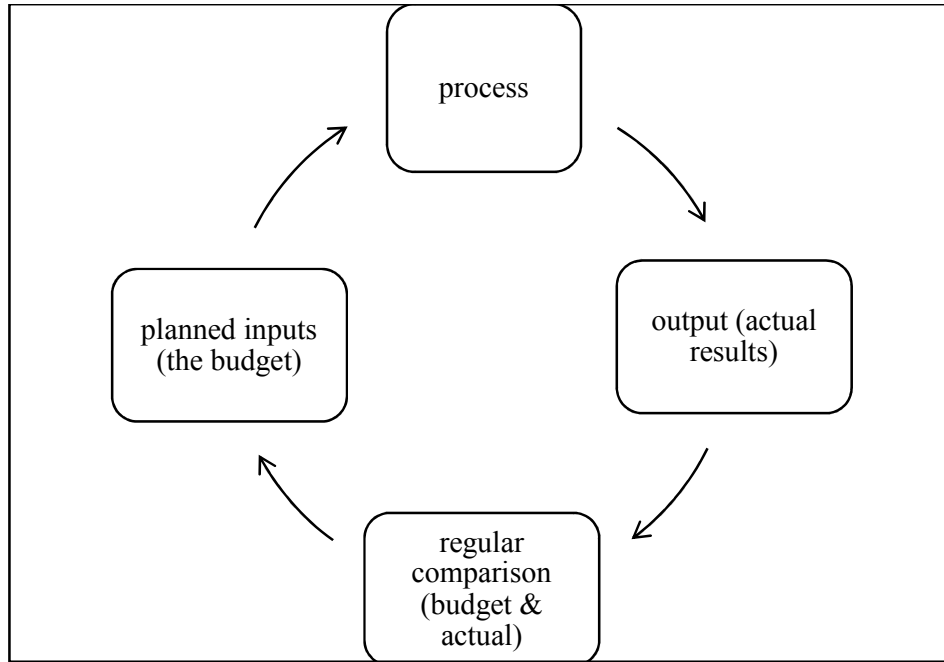 process
planned inputs
(the budget)
output (actual
results)
regular
comparison
(budget &
actual)